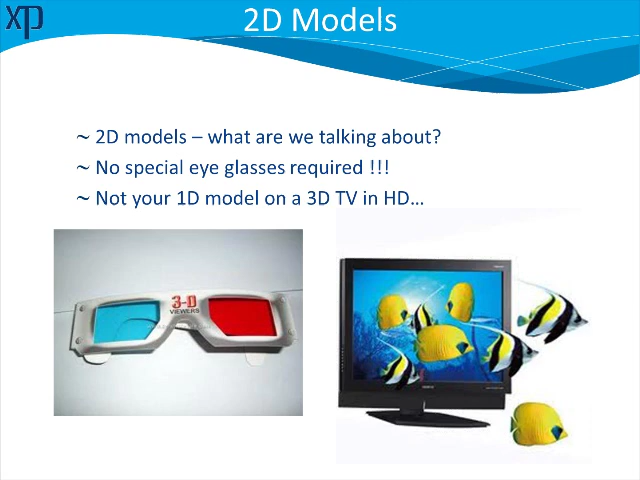 XP
2D Models
~ 2D models – what are we talking about?
~ No special eye glasses required !!!
~ Not your 1D model on a 3D TV in HD…
3-D
VIEWERS